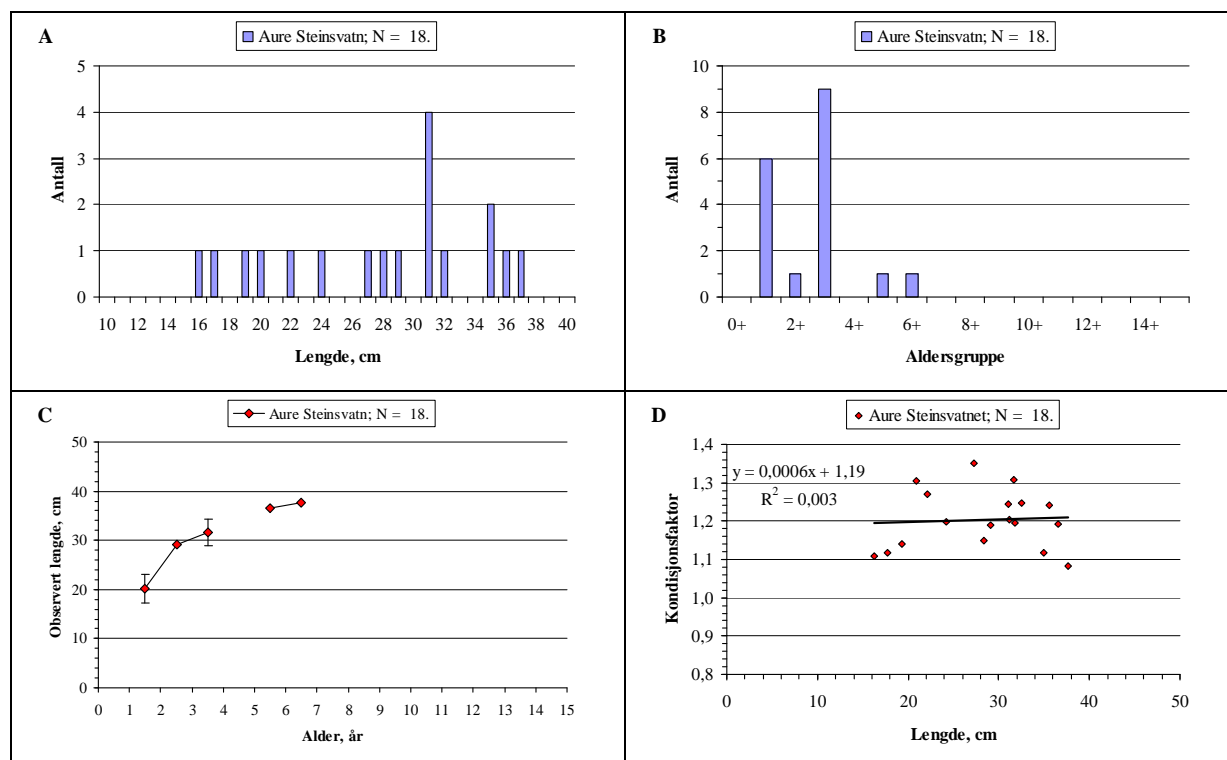 A
Aure Steinsvatn; N = 18.
5
4
3
2
1
0
Antall
10 12 14 16 18 20 22 24 26 28 30 32 34 36 38 40
Lengde, cm
B
Aure Steinsvatn; N = 18.
10
8
6
4
2
0
Antall
0+ 2+ 4+ 6+ 8+ 10+ 12+ 14+
Aldersgruppe
C
Aure Steinsvatn; N = 18.
50
40
30
20
10
0
Observert lengde, cm
0 1 2 3 4 5 6 7 8 9 10 11 12 13 14 15
Alder, år
D
Aure Steinsvatnet; N = 18.
1,4
1,3
1,2
1,1
1,0
0,9
0,8
Kondisjonsfaktor
y = 0,0006x + 1,19
R² = 0,003
0 10 20 30 40 50
Lengde, cm